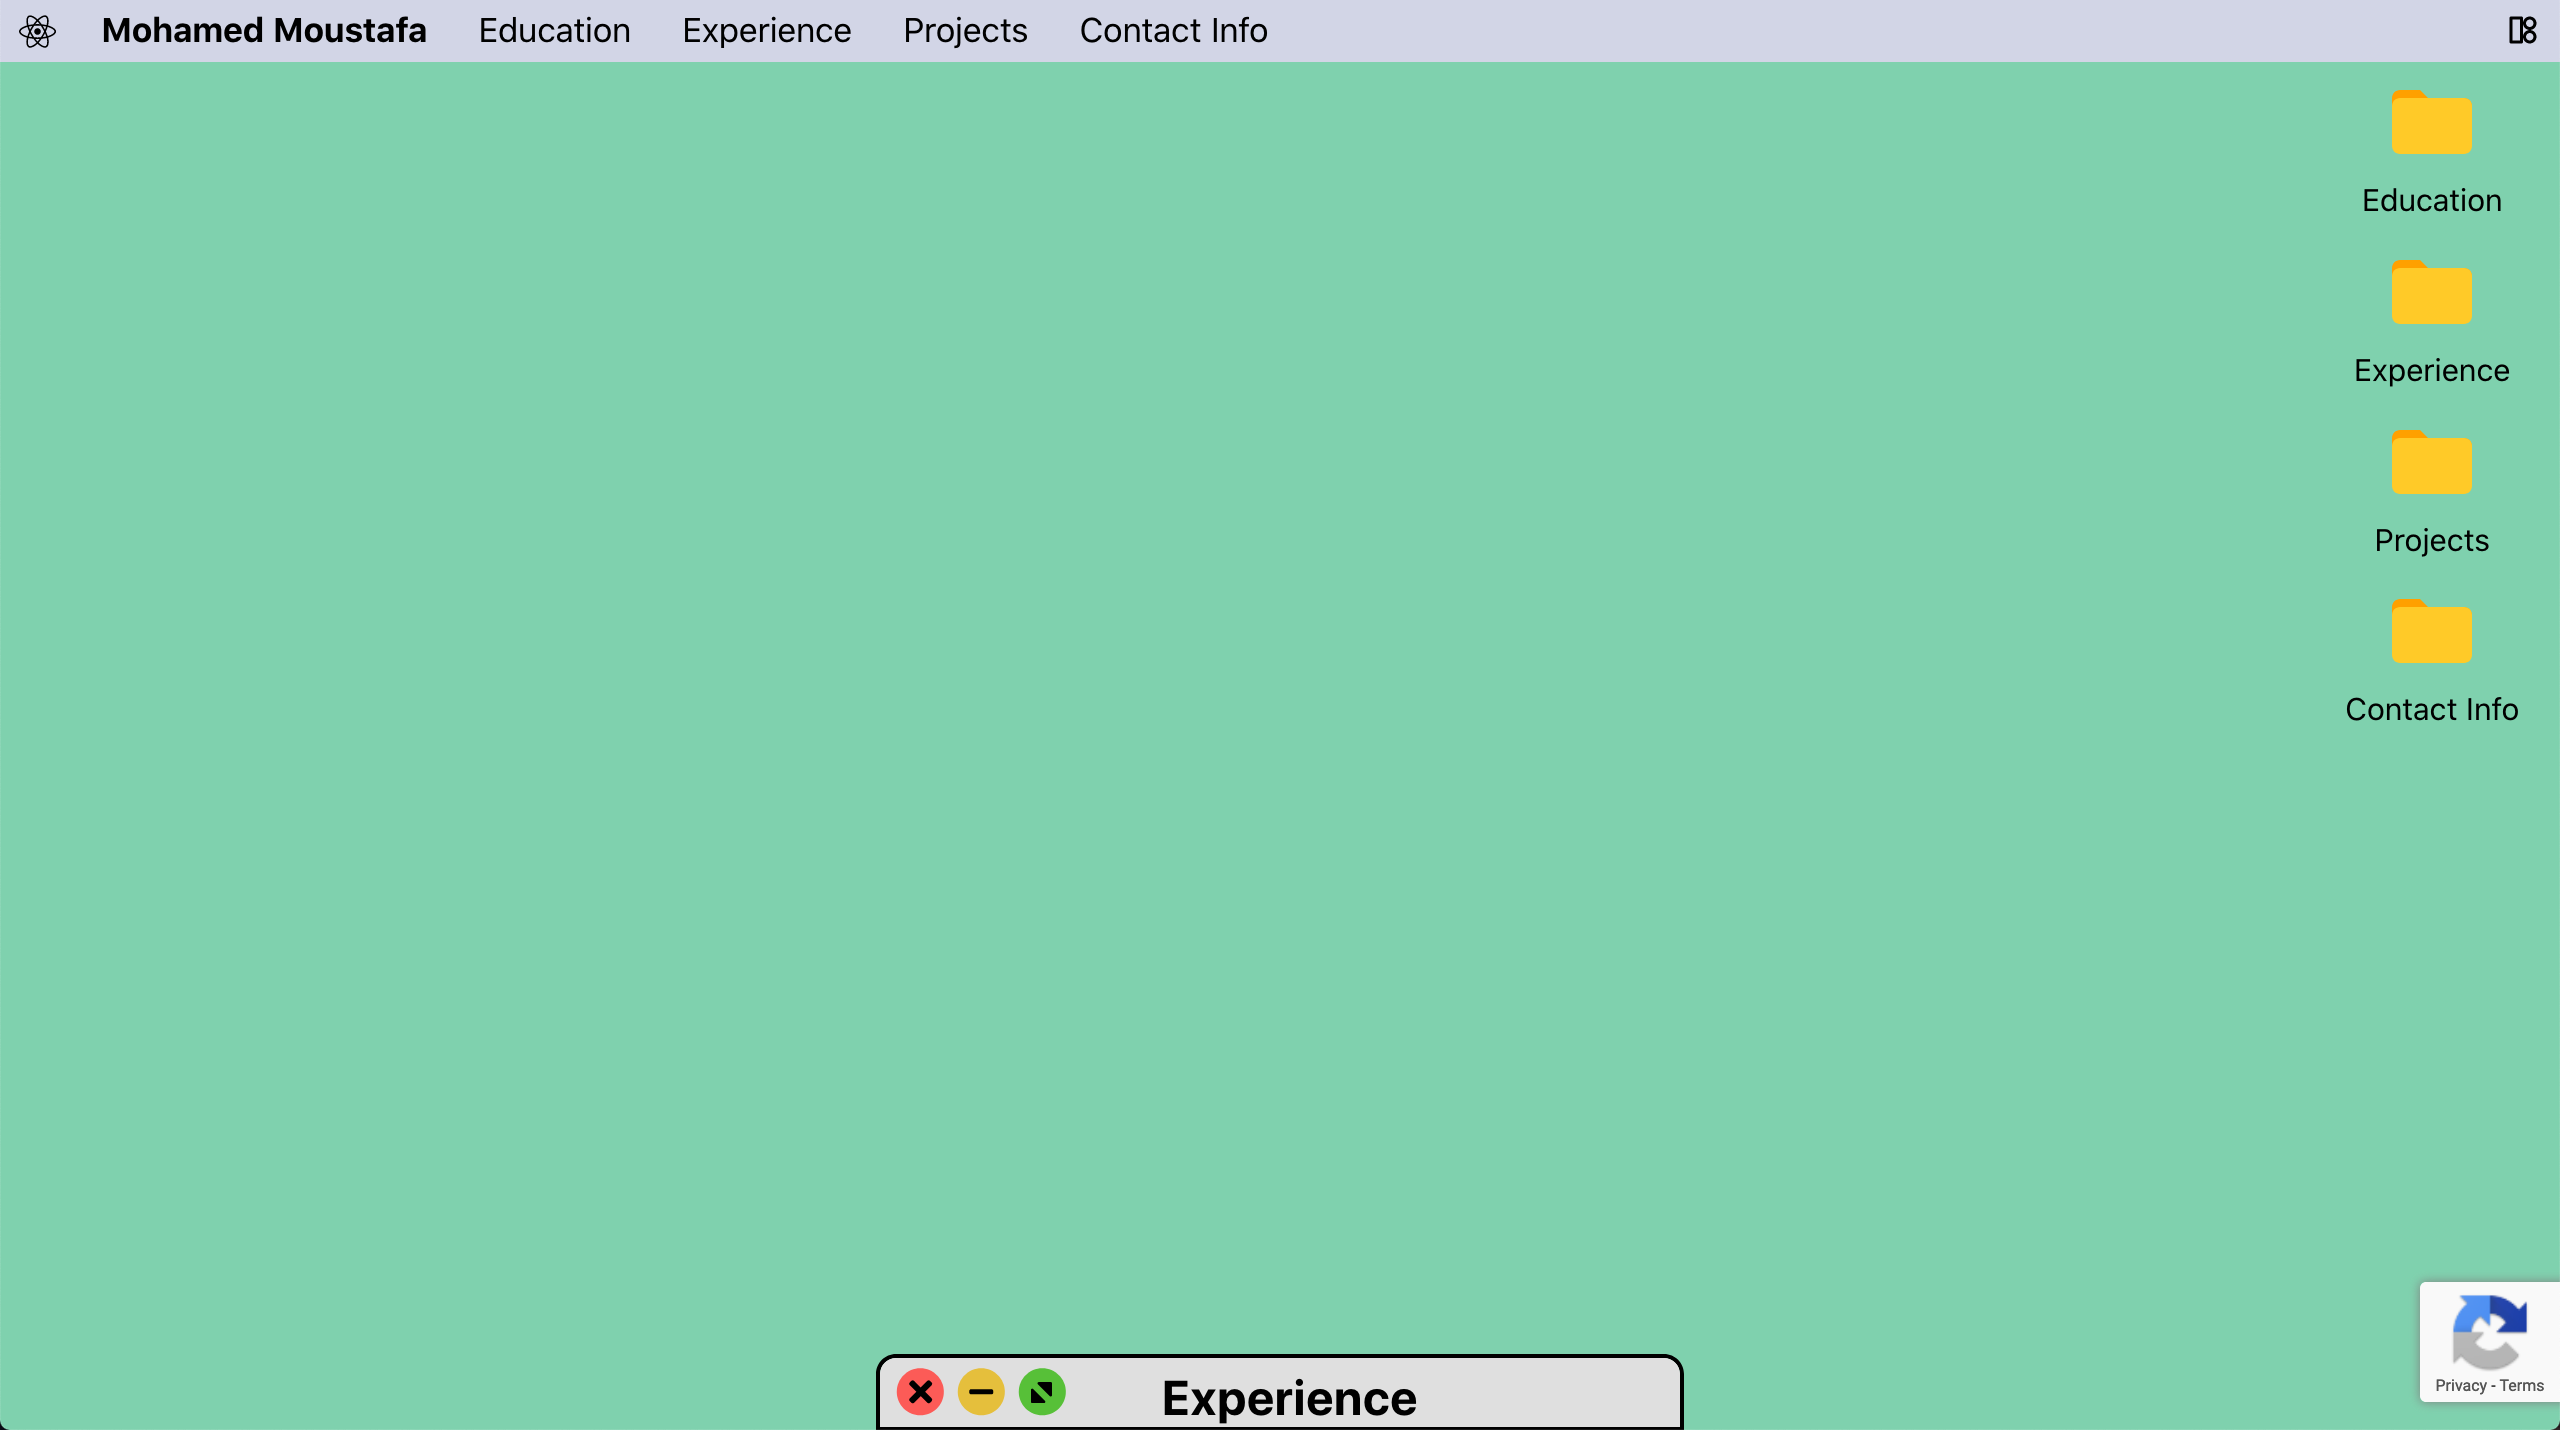 Mohamed Moustafa Education Experience Projects Contact Info
Education
Experience
Projects
Contact Info
Experience
Privacy - Terms